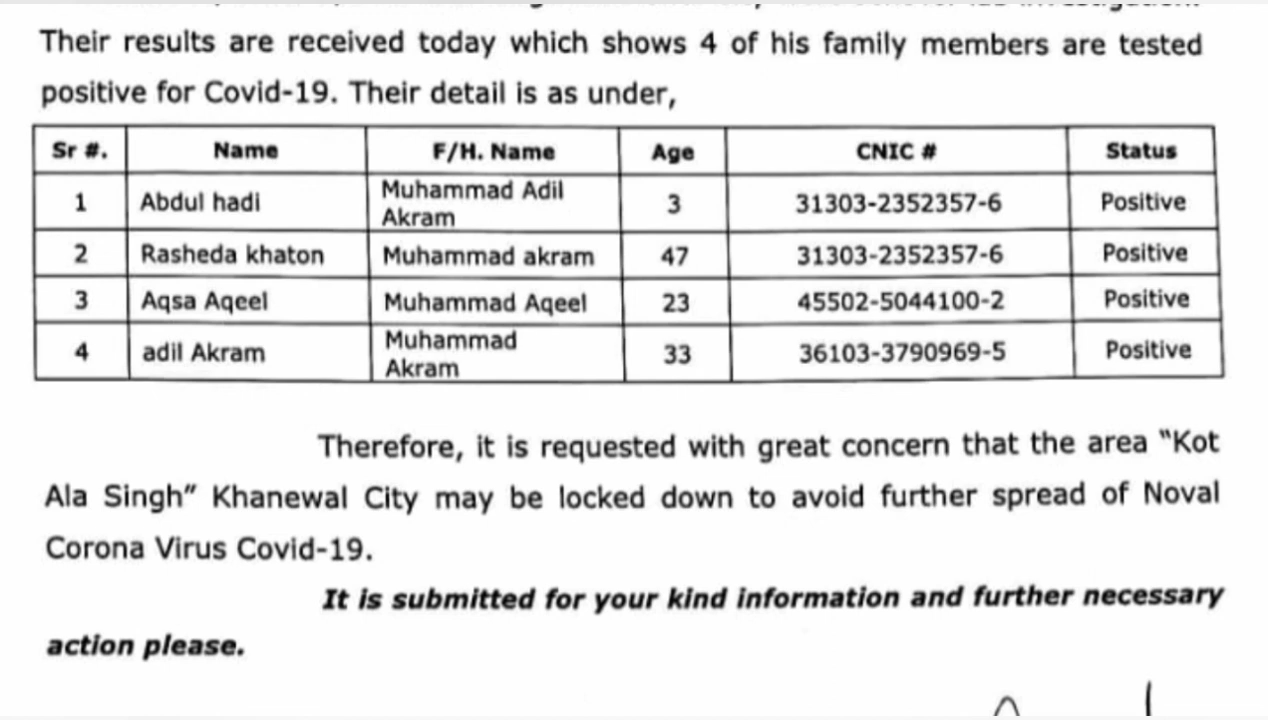 Their results are received today which shows 4 of his family members are tested
positive for Covid-19. Their detail is as under,
Sr #. Name F/H. Name Age CNIC # Status
1 Abdul hadi Muhammad Adil Akram 3 31303-2352357-6 Positive
2 Rasheda khaton Muhammad akram 47 31303-2352357-6 Positive
3 Aqsa Aqeel Muhammad Aqeel 23 45502-5044100-2 Positive
4 adil Akram Muhammad Akram 33 36103-3790969-5 Positive
Therefore, it is requested with great concern that the area "Kot
Ala Singh" Khanewal City may be locked down to avoid further spread of Noval
Corona Virus Covid-19.
It is submitted for your kind information and further necessary
action please.